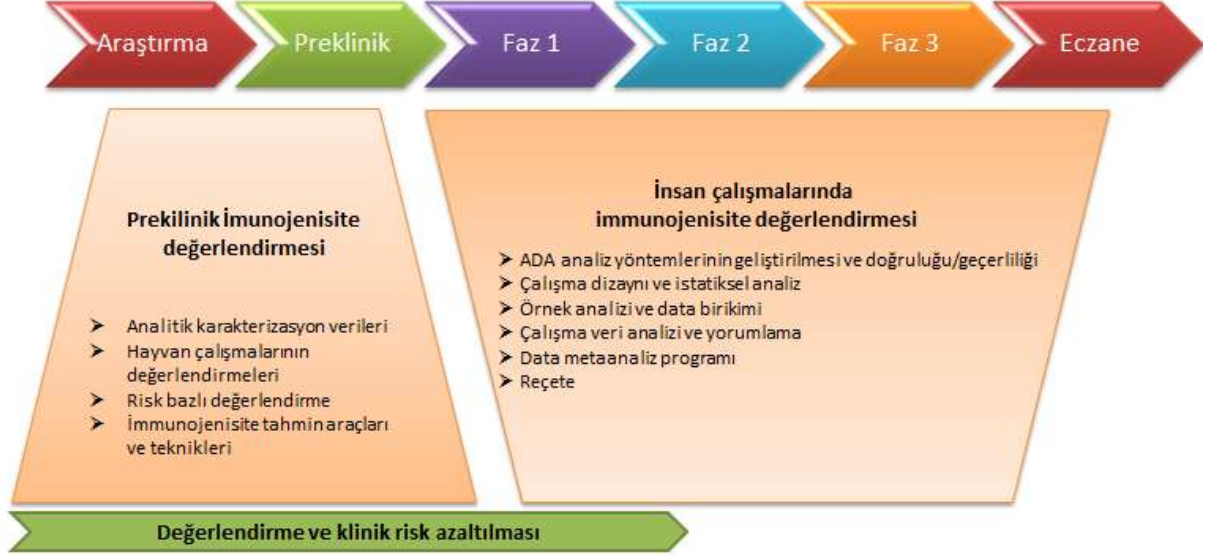 Araştırma
Preklinik
Faz 1
Faz 2
Faz 3
Eczane
Prekilinik İmunojenisite
değerlendirmesi
➤ Analitik karakterizasyon verileri
➤ Hayvan çalışmalarının
değerlendirmeleri
➤ Risk bazlı değerlendirme
➤ İmmunojenisite tahmin araçları
ve teknikleri
İnsan çalışmalarında
immunojenisite değerlendirmesi
➤ ADA analiz yöntemlerinin geliştirilmesi ve doğruluğu/geçerliliği
➤ Çalışma dizaynı ve istatiksel analiz
➤ Örnek analizi ve data birikimi
➤ Çalışma veri analizi ve yorumlama
➤ Data metaanaliz programı
➤ Reçete
Değerlendirme ve klinik risk azaltılması